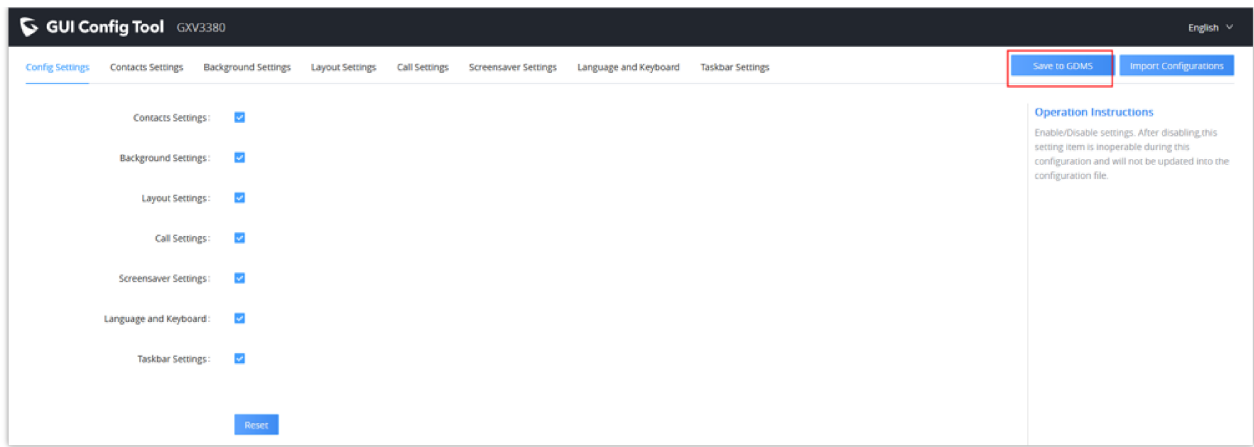 GUI Config Tool GXV3380 English
Config Settings Contacts Settings Background Settings Layout Settings Call Settings Screensaver Settings Language and Keyboard Taskbar Settings Save to GDMS Import Configurations
Contacts Settings:
Background Settings:
Layout Settings:
Call Settings:
Screensaver Settings:
Language and Keyboard:
Taskbar Settings:
Reset
Operation Instructions
Enable/Disable settings. After disabling,this
setting item is inoperable during this
configuration and will not be updated into the
configuration file.